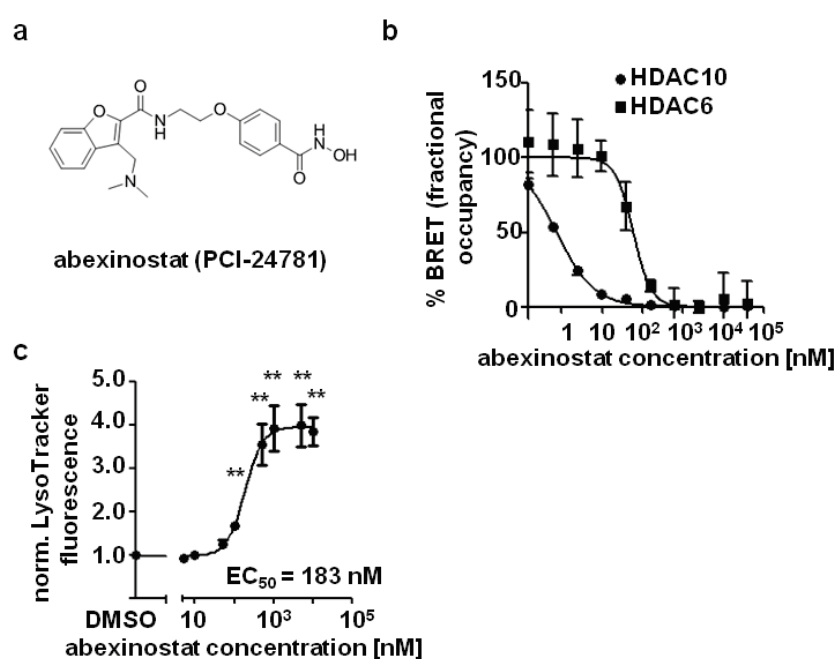 a
O
O
N
H
O
H
N
OH
O
N
abexinostat (PCI-24781)
b
HDAC10
HDAC6
% BRET (fractional
occupancy)
150
100
50
0
1 10 10² 10³ 10⁴ 10⁵
abexinostat concentration [nM]
c
norm. LysoTracker
fluorescence
5.0
4.0
3.0
2.0
1.0
**
**
**
**
**
EC₅₀ = 183 nM
DMSO 10 10³ 10⁵
abexinostat concentration [nM]